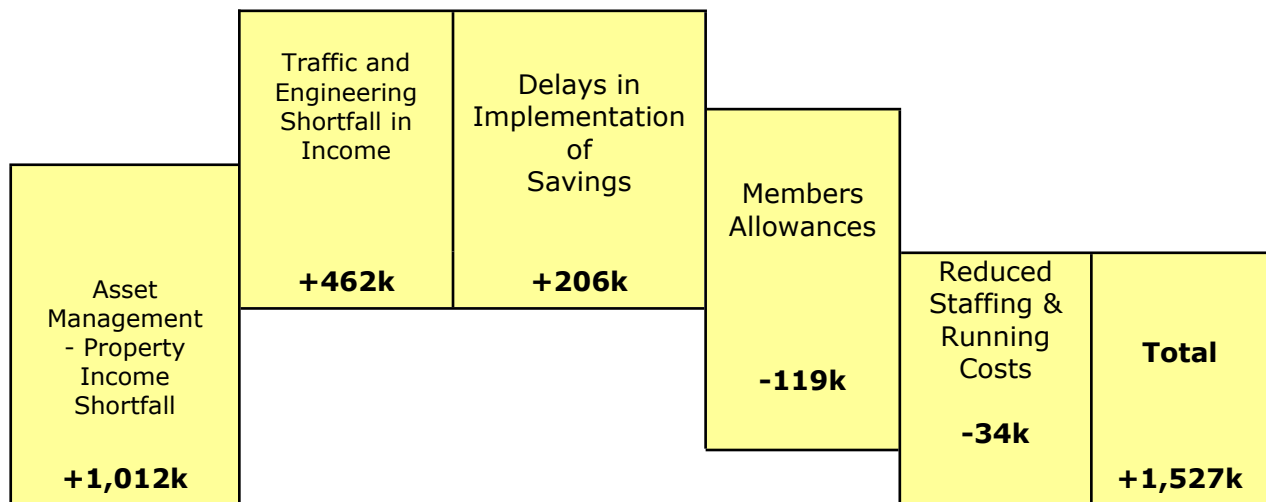 Asset
Management
- Property
Income
Shortfall
+1,012k
Traffic and
Engineering
Shortfall in
Income
+462k
Delays in
Implementation
of
Savings
+206k
Members
Allowances
-119k
Reduced
Staffing &
Running
Costs
-34k
Total
+1,527k